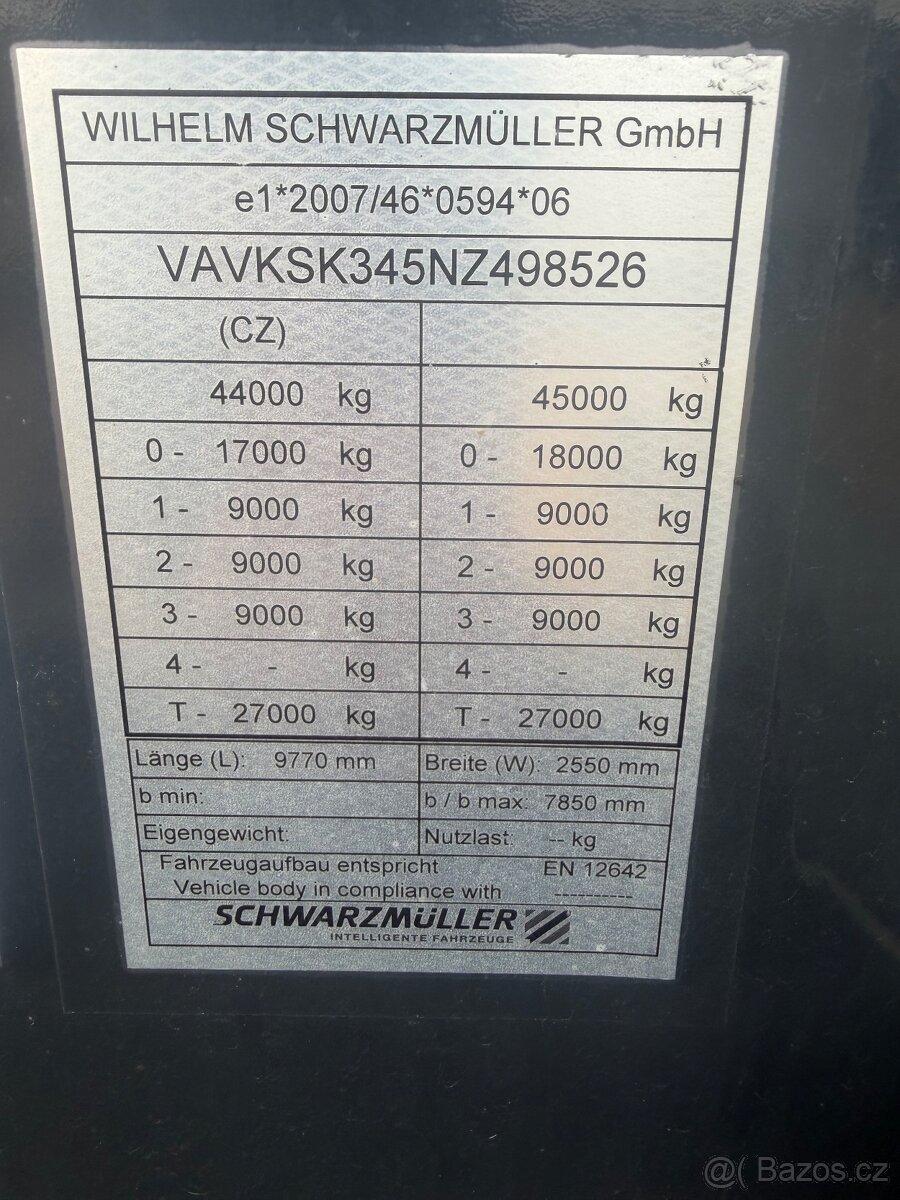 WILHELM SCHWARZMÜLLER GmbH
e1*2007/46*0594*06
VAVKSK345NZ498526
(CZ)
44000 kg 45000 kg
0 - 17000 kg 0 - 18000 kg
1 - 9000 kg 1 - 9000 kg
2 - 9000 kg 2 - 9000 kg
3 - 9000 kg 3 - 9000 kg
4 - - kg 4 - - kg
T - 27000 kg T - 27000 kg
Länge (L): 9770 mm Breite (W): 2550 mm
b min: b / b max: 7850 mm
Eigengewicht: Nutzlast: -- kg
Fahrzeugaufbau entspricht EN 12642
Vehicle body in compliance with -----------
SCHWARZMÜLLER
INTELLIGENTE FAHRZEUGE
@( Bazos.cz